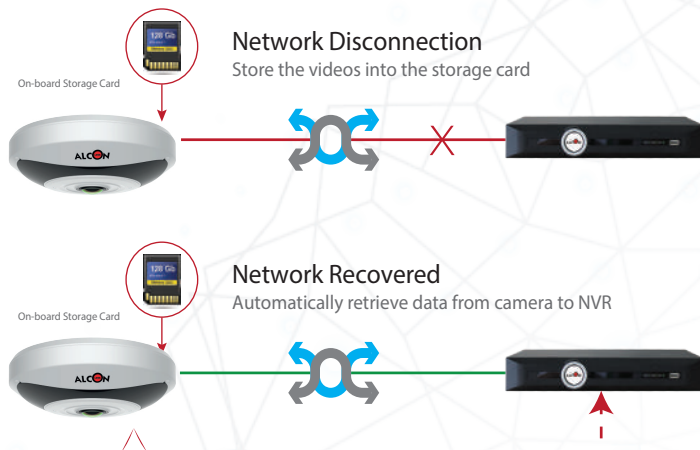 128 Gb
Network Disconnection
Store the videos into the storage card
On-board Storage Card
ALCON
128 Gb
Network Recovered
Automatically retrieve data from camera to NVR
On-board Storage Card
ALCON